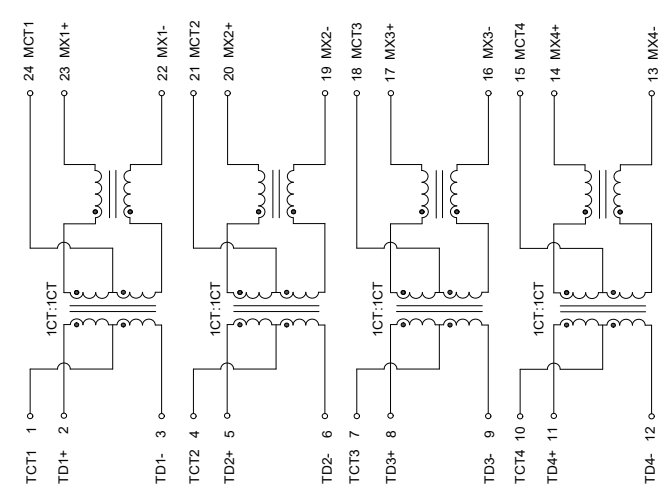 24 MCT1
23 MX1+
22 MX1-
21 MCT2
20 MX2+
19 MX2-
18 MCT3
17 MX3+
16 MX3-
15 MCT4
14 MX4+
13 MX4-
1CT:1CT
1CT:1CT
1CT:1CT
1CT:1CT
TCT1 1
TD1+ 2
TD1- 3
TCT2 4
TD2+ 5
TD2- 6
TCT3 7
TD3+ 8
TD3- 9
TCT4 10
TD4+ 11
TD4- 12